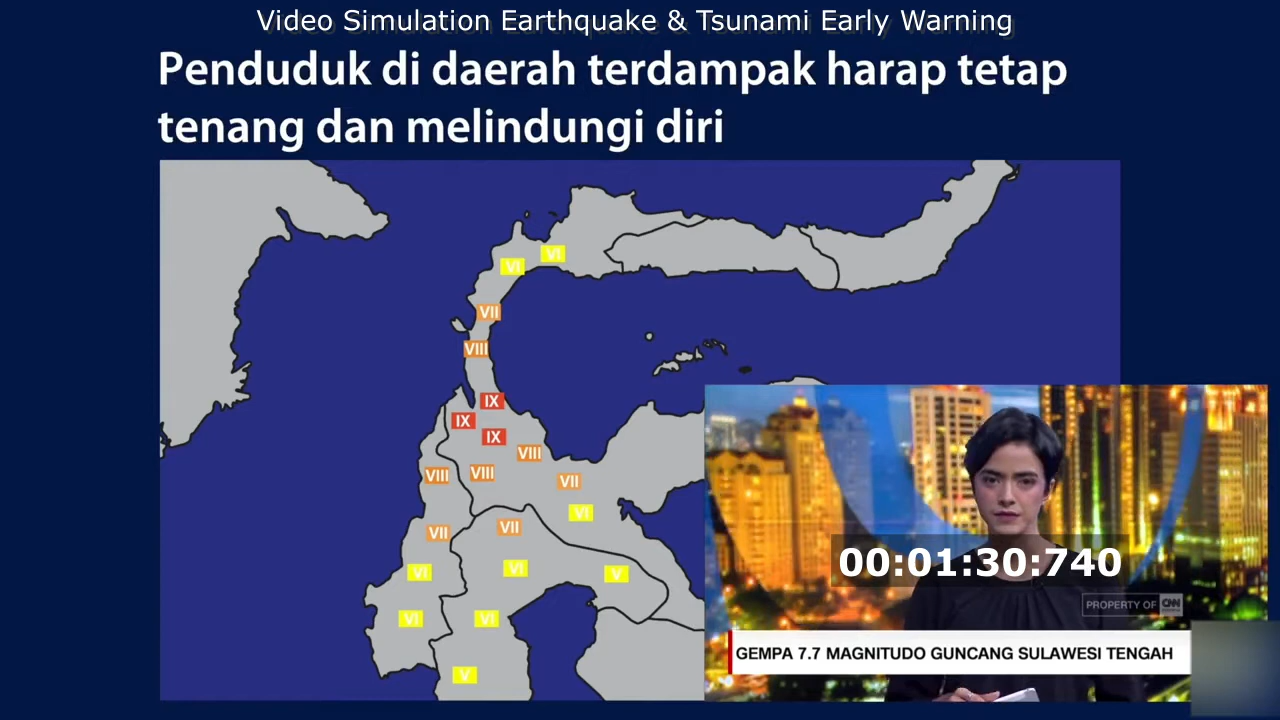 Video Simulation Earthquake & Tsunami Early Warning
Penduduk di daerah terdampak harap tetap
tenang dan melindungi diri
VI
VI
VII
VIII
IX
IX
IX
VIII
VIII
VIII
VII
VI
VII
VII
VI
VI
V
VI
VI
V
00:01:30:740
PROPERTY OF CNN
GEMPA 7.7 MAGNITUDO GUNCANG SULAWESI TENGAH